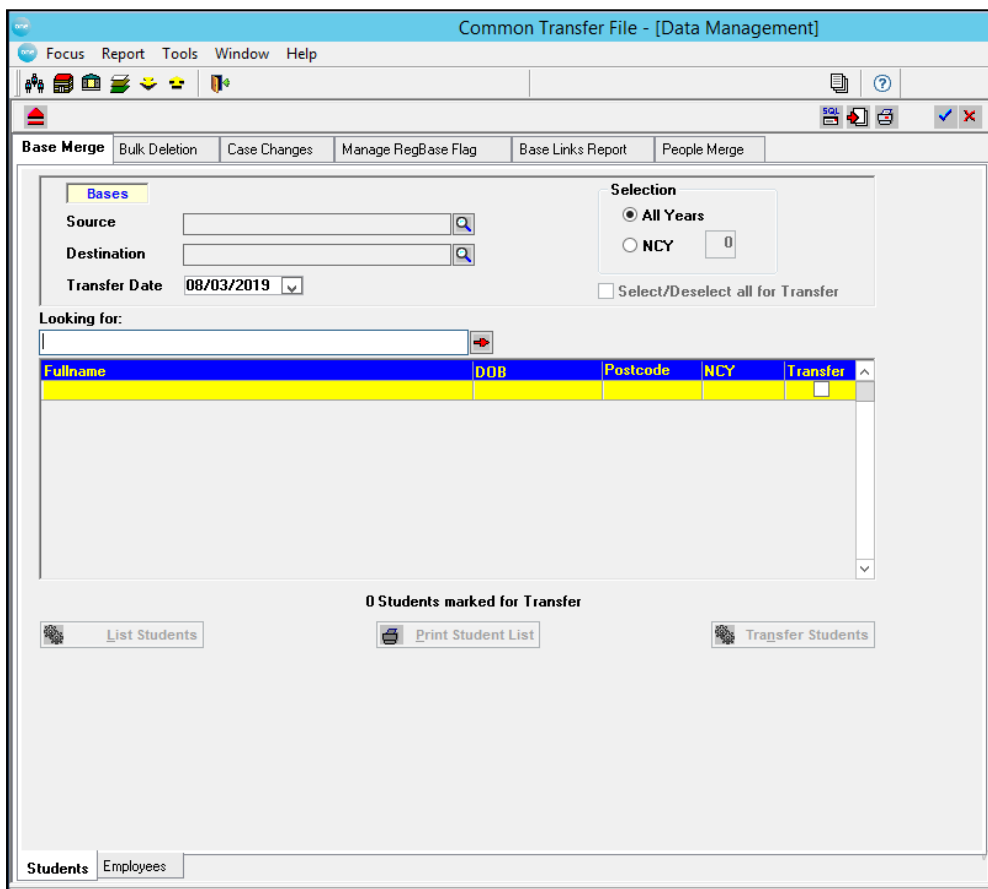 one
Common Transfer File - [Data Management]
one Focus Report Tools Window Help
?
SQL
Base Merge Bulk Deletion Case Changes Manage RegBase Flag Base Links Report People Merge
Bases
Selection
Source
All Years
Destination
NCY 0
Transfer Date 08/03/2019
Select/Deselect all for Transfer
Looking for:
Fullname DOB Postcode NCY Transfer
0 Students marked for Transfer
List Students Print Student List Transfer Students
Students Employees